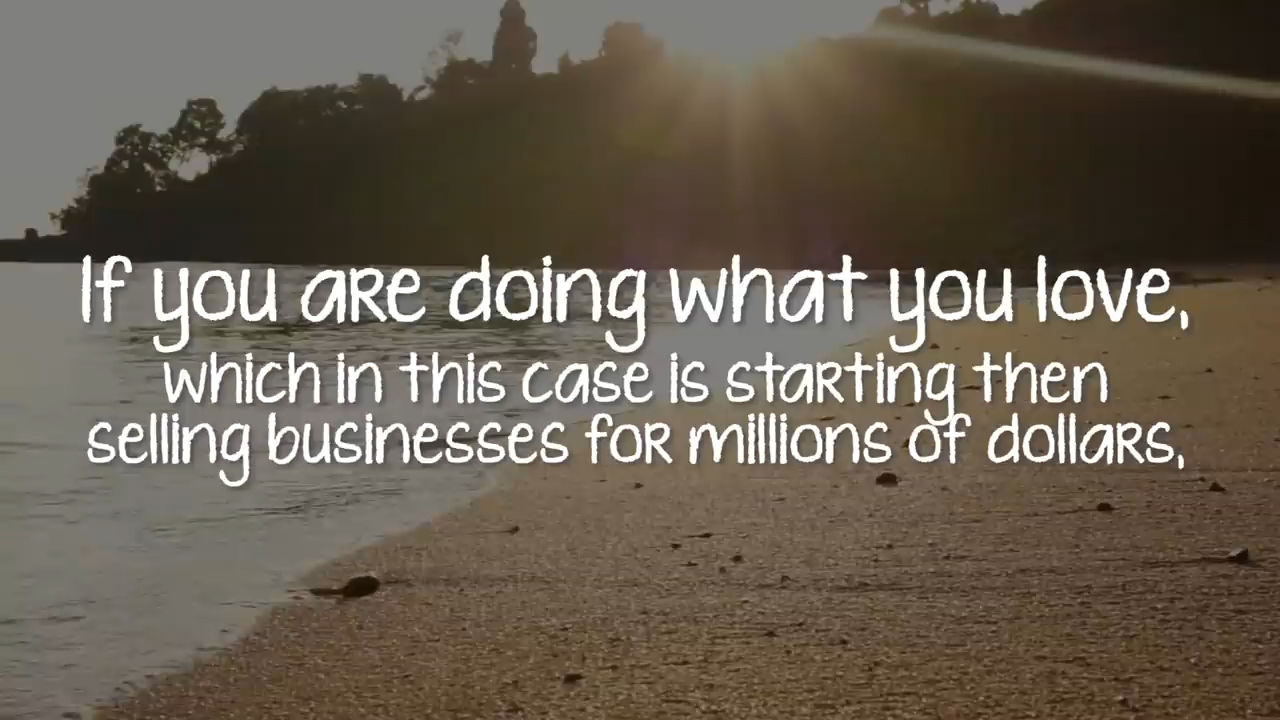 If you are doing what you love,
which in this case is starting then
selling businesses for millions of dollars,